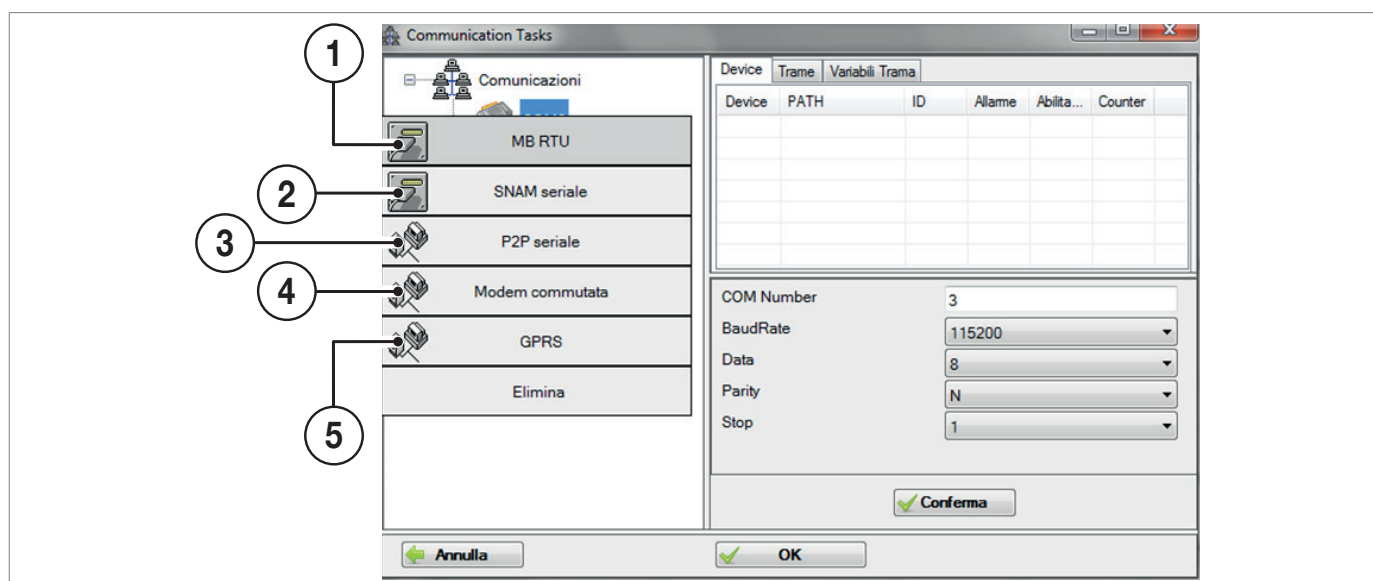 Communication Tasks
1
2
3
4
5
Comunicazioni
MB RTU
SNAM seriale
P2P seriale
Modem commutata
GPRS
Elimina
Device Trame Variabili Trama
Device PATH ID Allarme Abilita... Counter
COM Number 3
BaudRate 115200
Data 8
Parity N
Stop 1
Conferma
Annulla OK